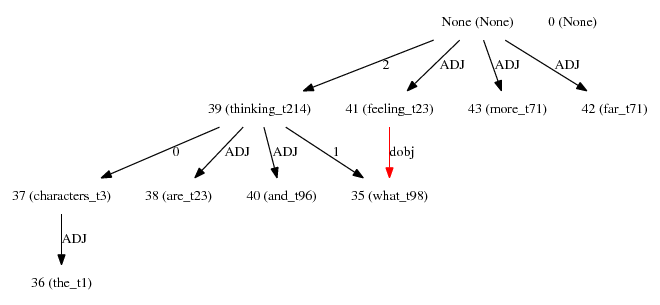 None (None) 0 (None)
2 ADJ ADJ ADJ
39 (thinking_t214) 41 (feeling_t23) 43 (more_t71) 42 (far_t71)
0 ADJ ADJ 1 dobj
37 (characters_t3) 38 (are_t23) 40 (and_t96) 35 (what_t98)
ADJ
36 (the_t1)